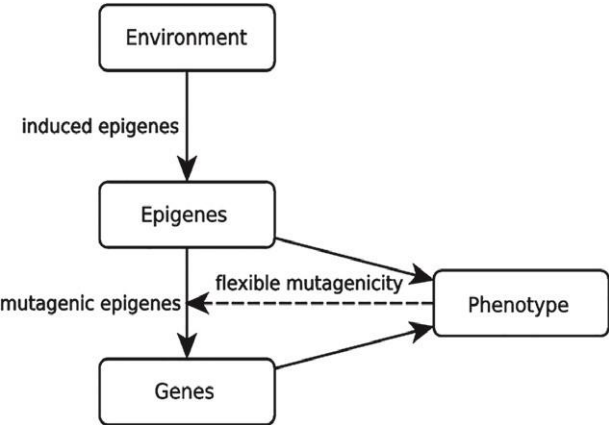 Environment
induced epigenes
Epigenes
flexible mutagenicity
mutagenic epigenes
Phenotype
Genes